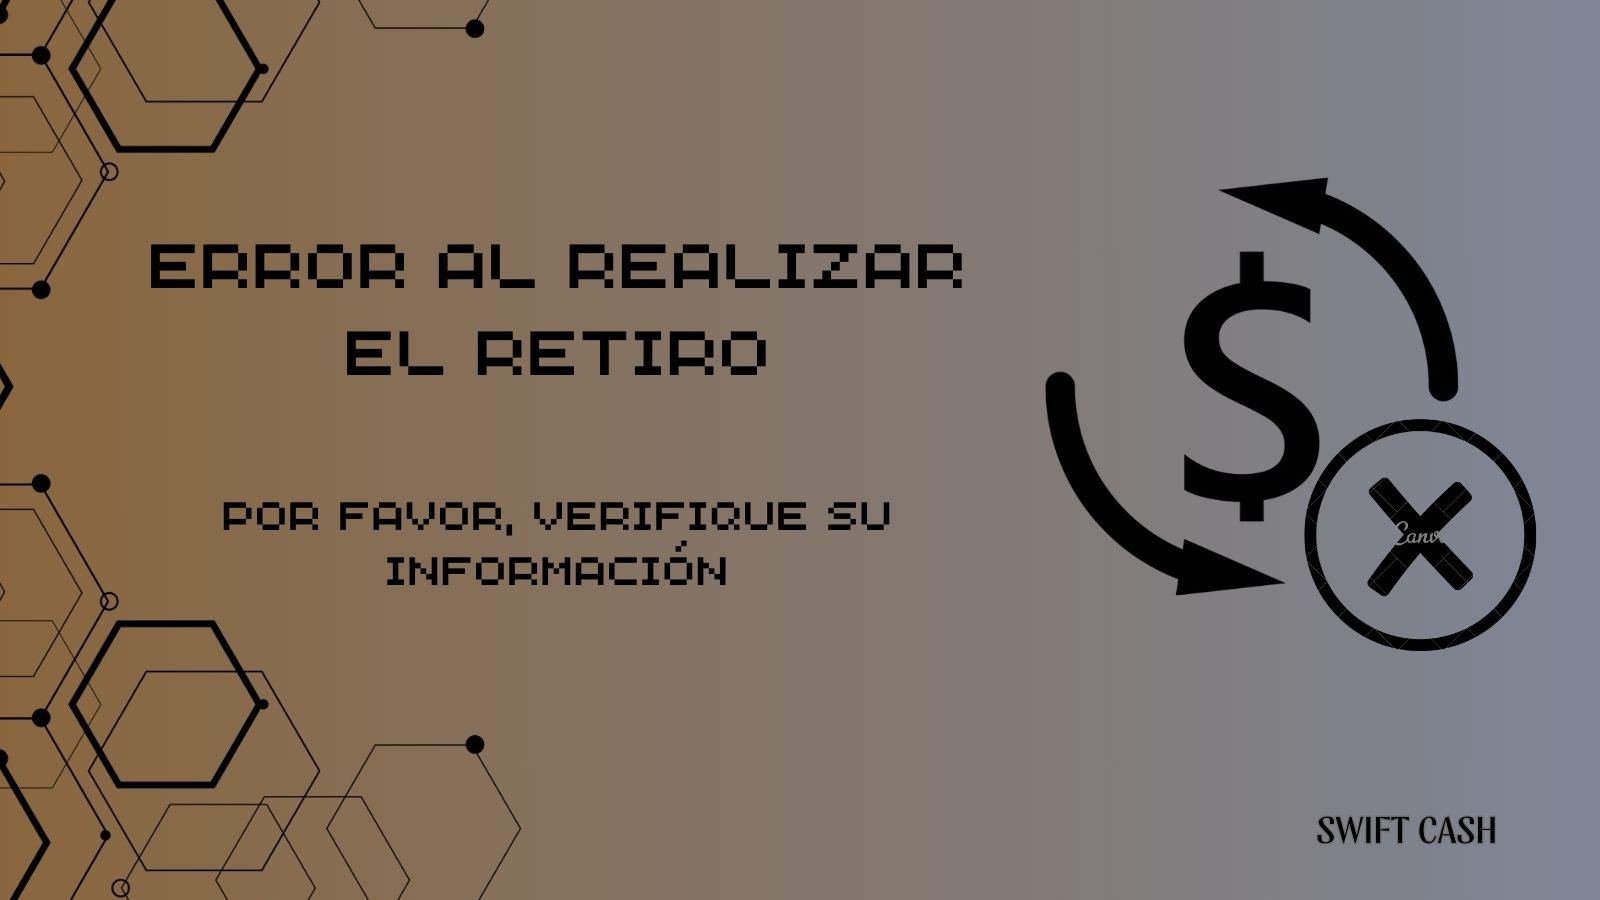 ERROR AL REALIZAR
EL RETIRO
POR FAVOR, VERIFIQUE SU
INFORMACIÓN
SWIFT CASH